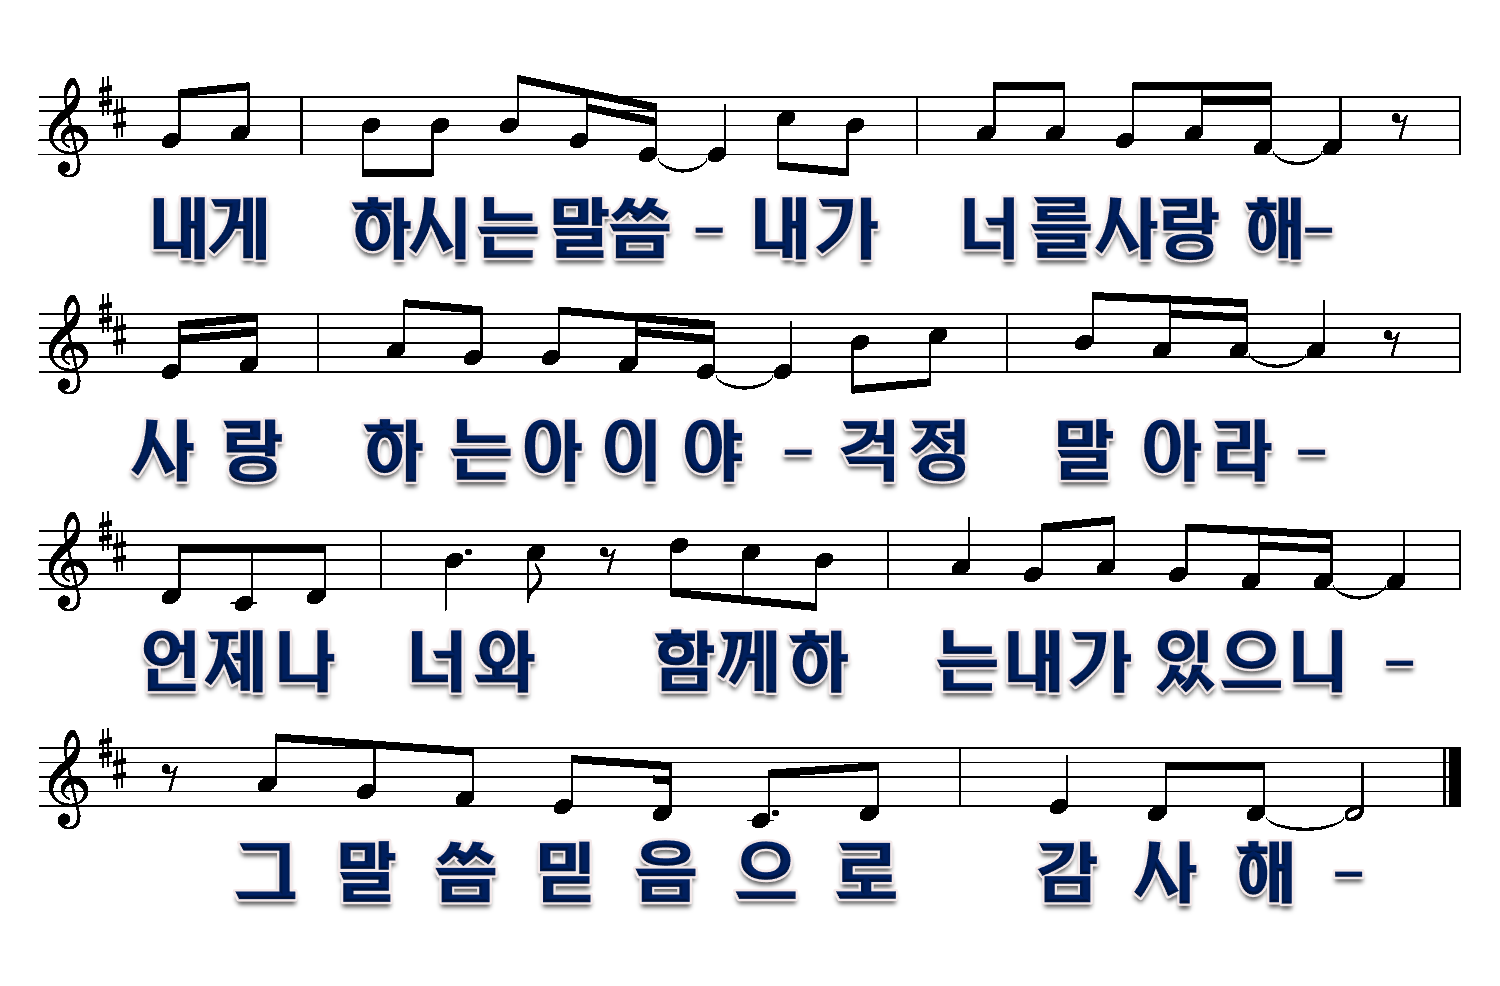 내게 하시는말씀 - 내가 너를사랑 해-
사 랑 하 는아 이 야 - 걱정 말 아라 -
언제나 너와 함께하 는내가 있으니 -
그 말 씀 믿 음 으 로 감 사 해 -